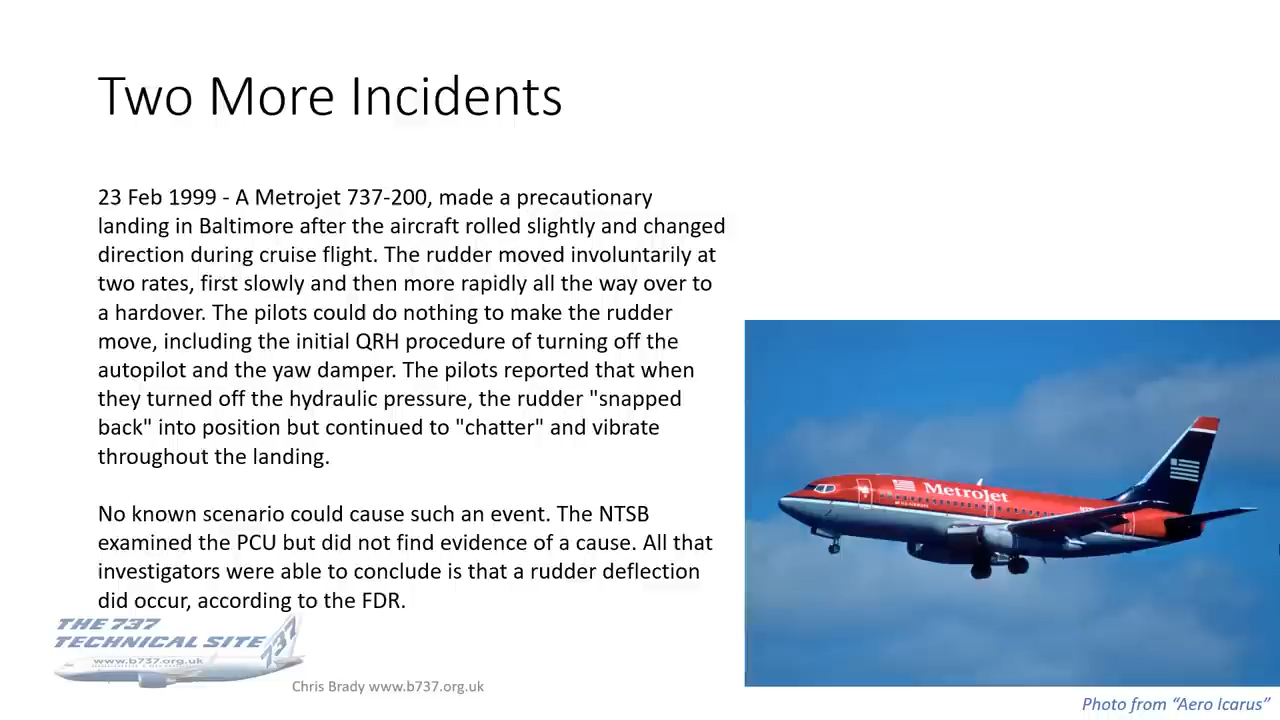 Two More Incidents
23 Feb 1999 - A Metrojet 737-200, made a precautionary
landing in Baltimore after the aircraft rolled slightly and changed
direction during cruise flight. The rudder moved involuntarily at
two rates, first slowly and then more rapidly all the way over to
a hardover. The pilots could do nothing to make the rudder
move, including the initial QRH procedure of turning off the
autopilot and the yaw damper. The pilots reported that when
they turned off the hydraulic pressure, the rudder "snapped
back" into position but continued to "chatter" and vibrate
throughout the landing.
No known scenario could cause such an event. The NTSB
examined the PCU but did not find evidence of a cause. All that
investigators were able to conclude is that a rudder deflection
did occur, according to the FDR.
MetroJet
THE 737
TECHNICAL SITE
737
www.b737.org.uk
Chris Brady www.b737.org.uk
Photo from “Aero Icarus”